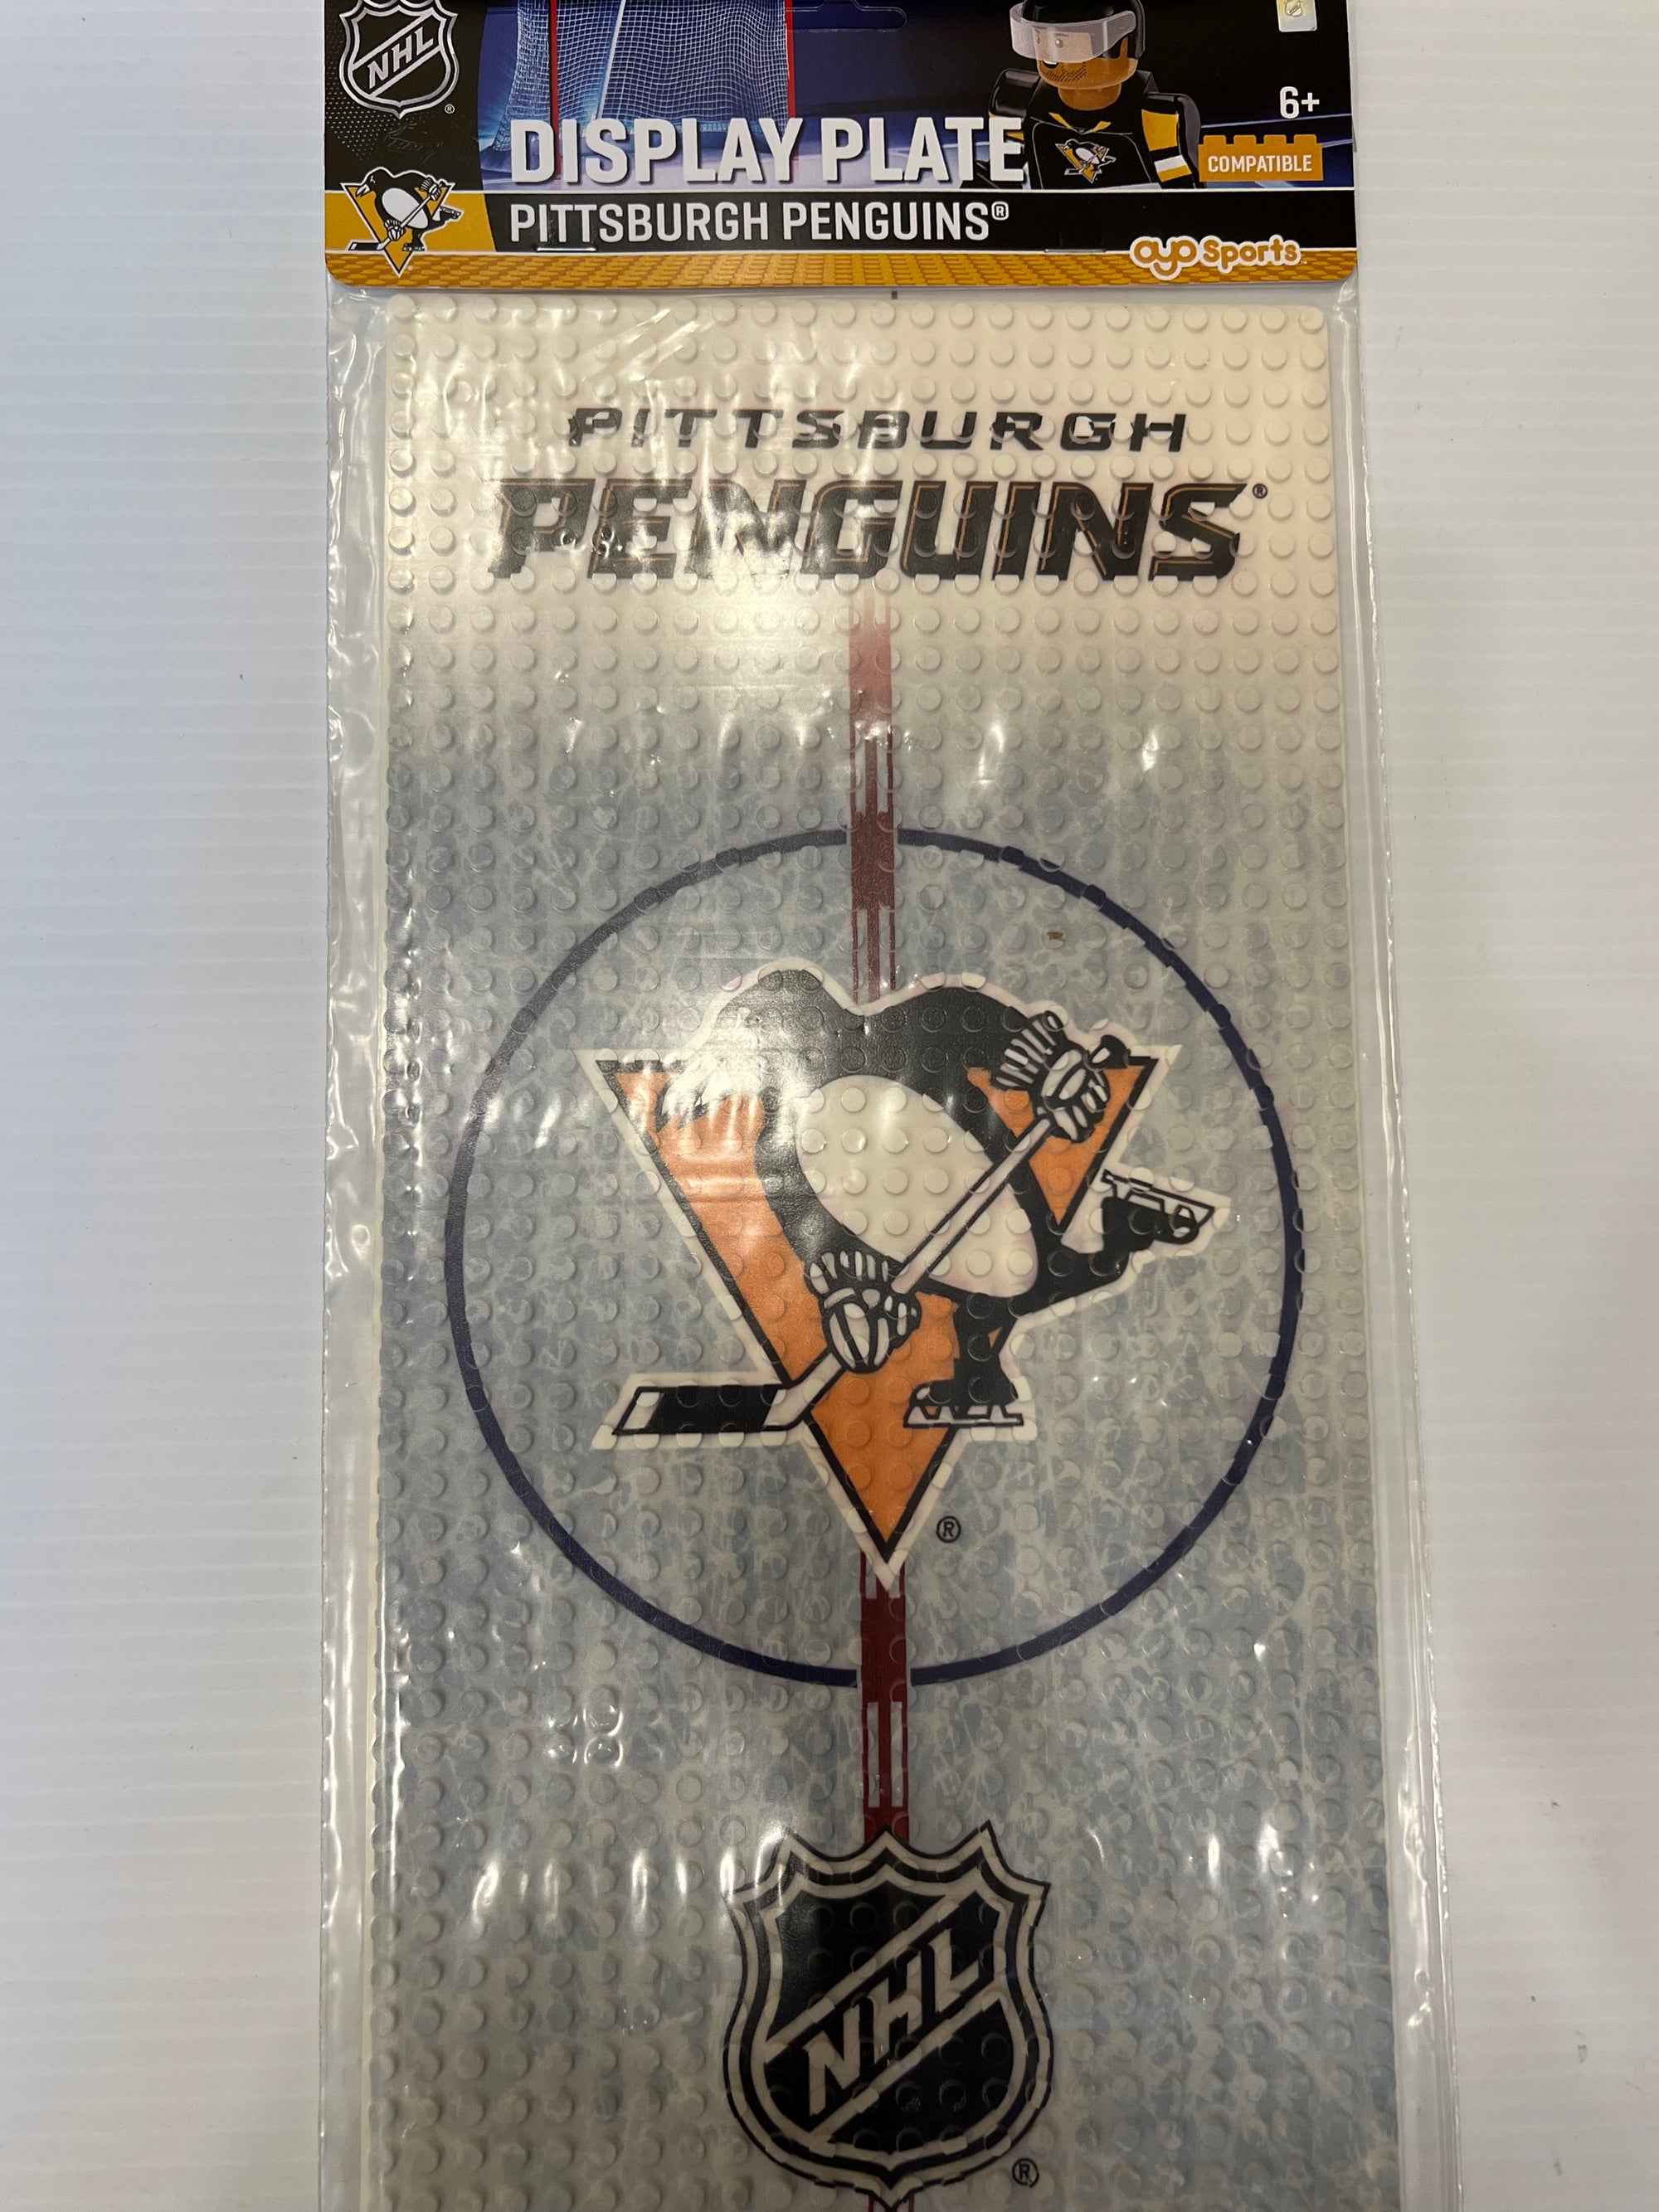 NHL
®
6+
DISPLAY PLATE
COMPATIBLE
PITTSBURGH PENGUINS®
oyo Sports
PITTSBURGH
PENGUINS®
®
NHL
®